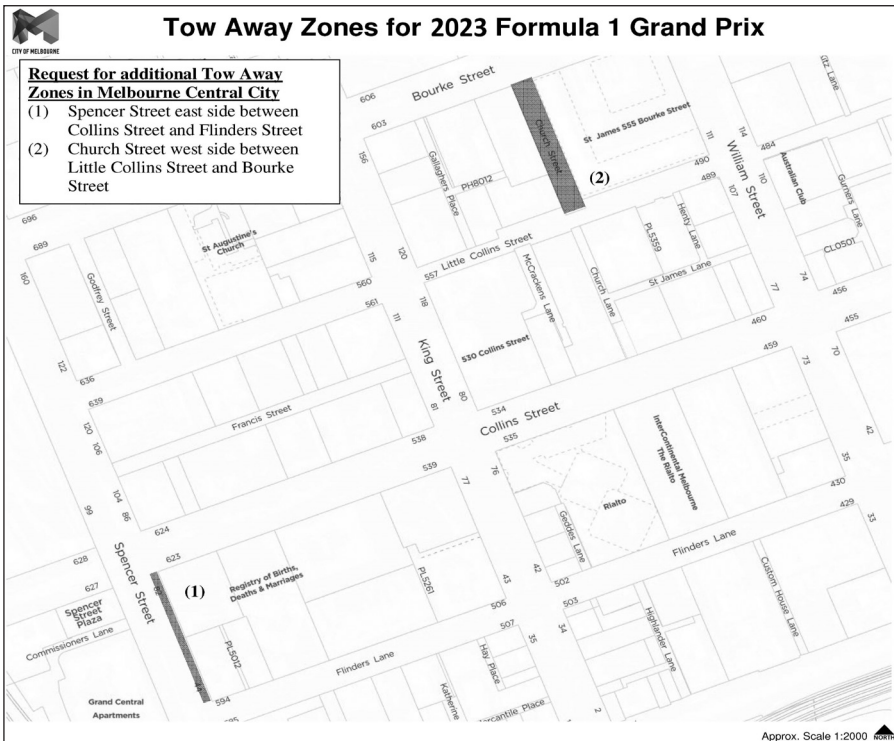 CITY OF MELBOURNE
Tow Away Zones for 2023 Formula 1 Grand Prix
Request for additional Tow Away
Zones in Melbourne Central City
(1) Spencer Street east side between
Collins Street and Flinders Street
(2) Church Street west side between
Little Collins Street and Bourke
Street
606
Bourke Street
603
Church Street
St James 555 Bourke Street
111
114
William Street
484
490
489
107
110
Australian Club
Gurners Lane
CL0501
156
Gallaghers Place
PH8012
(2)
696
689
160
St Augustine's
Church
115
120
Little Collins Street
557
560
561
111
118
Godfrey Street
122
636
639
McCrackens Lane
Church Lane
PL5359
Henty Lane
St James Lane
77
74
456
455
460
459
73
70
530 Collins Street
King Street
81
80
534
Collins Street
535
Francis Street
120
106
104
86
99
538
539
77
76
InterContinental Melbourne
The Rialto
Rialto
42
35
430
429
33
624
623
628
627
Spencer Street
Spencer
Street
Plaza
Commissioners Lane
82
(1)
Registry of Births,
Deaths & Marriages
PL5261
43
42
Geddes Lane
502
503
Flinders Lane
506
507
35
34
Highlander Lane
Custom House Lane
PL5012
44
594
Flinders Lane
Hay Place
Katherine
2
Grand Central
Apartments
Approx. Scale 1:2000
NORTH